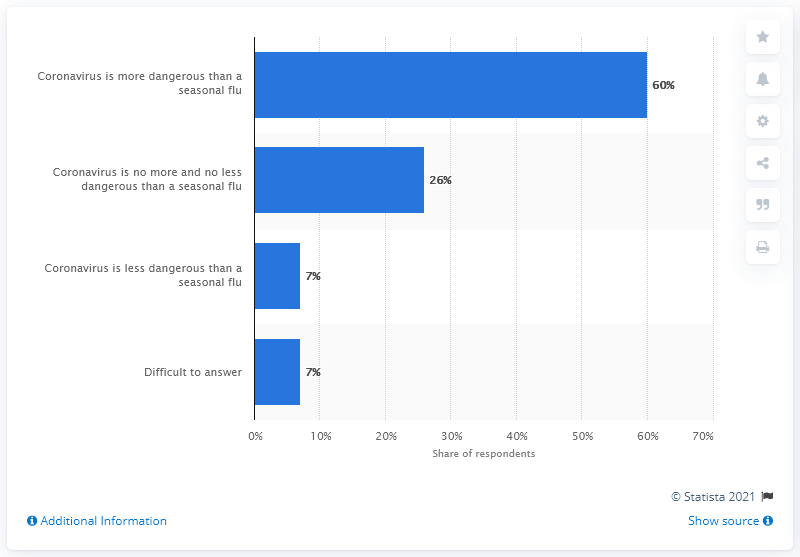 Coronavirus is more dangerous than a
seasonal flu
60%
Coronavirus is no more and no less
dangerous than a seasonal flu
26%
Coronavirus is less dangerous than a
seasonal flu
7%
Difficult to answer
7%
0% 10% 20% 30% 40% 50% 60% 70%
Share of respondents
© Statista 2021
Additional Information
Show source